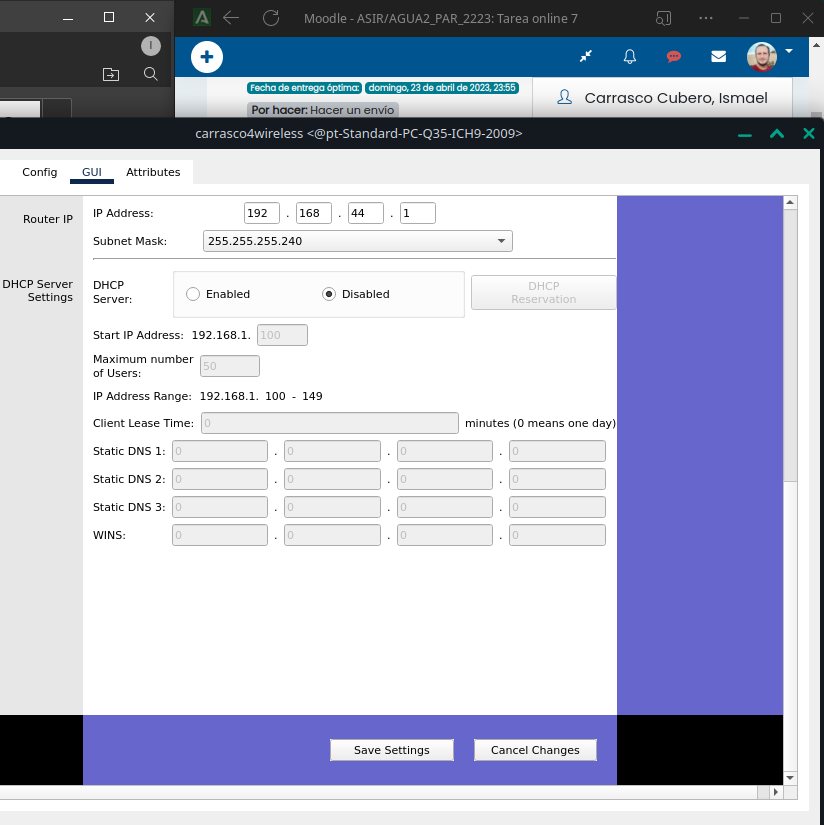 Moodle - ASIR/AGUA2_PAR_2223: Tarea online 7
I
Fecha de entrega óptima: domingo, 23 de abril de 2023, 23:55
Por hacer: Hacer un envío
Carrasco Cubero, Ismael
carrasco4wireless <@pt-Standard-PC-Q35-ICH9-2009>
Config GUI Attributes
Router IP
IP Address: 192 . 168 . 44 . 1
Subnet Mask: 255.255.255.240
DHCP Server
Settings
DHCP
Server:
Enabled Disabled
DHCP
Reservation
Start IP Address: 192.168.1. 100
Maximum number
of Users:
50
IP Address Range: 192.168.1. 100 - 149
Client Lease Time: 0 minutes (0 means one day)
Static DNS 1: 0 . 0 . 0 . 0
Static DNS 2: 0 . 0 . 0 . 0
Static DNS 3: 0 . 0 . 0 . 0
WINS: 0 . 0 . 0 . 0
Save Settings Cancel Changes